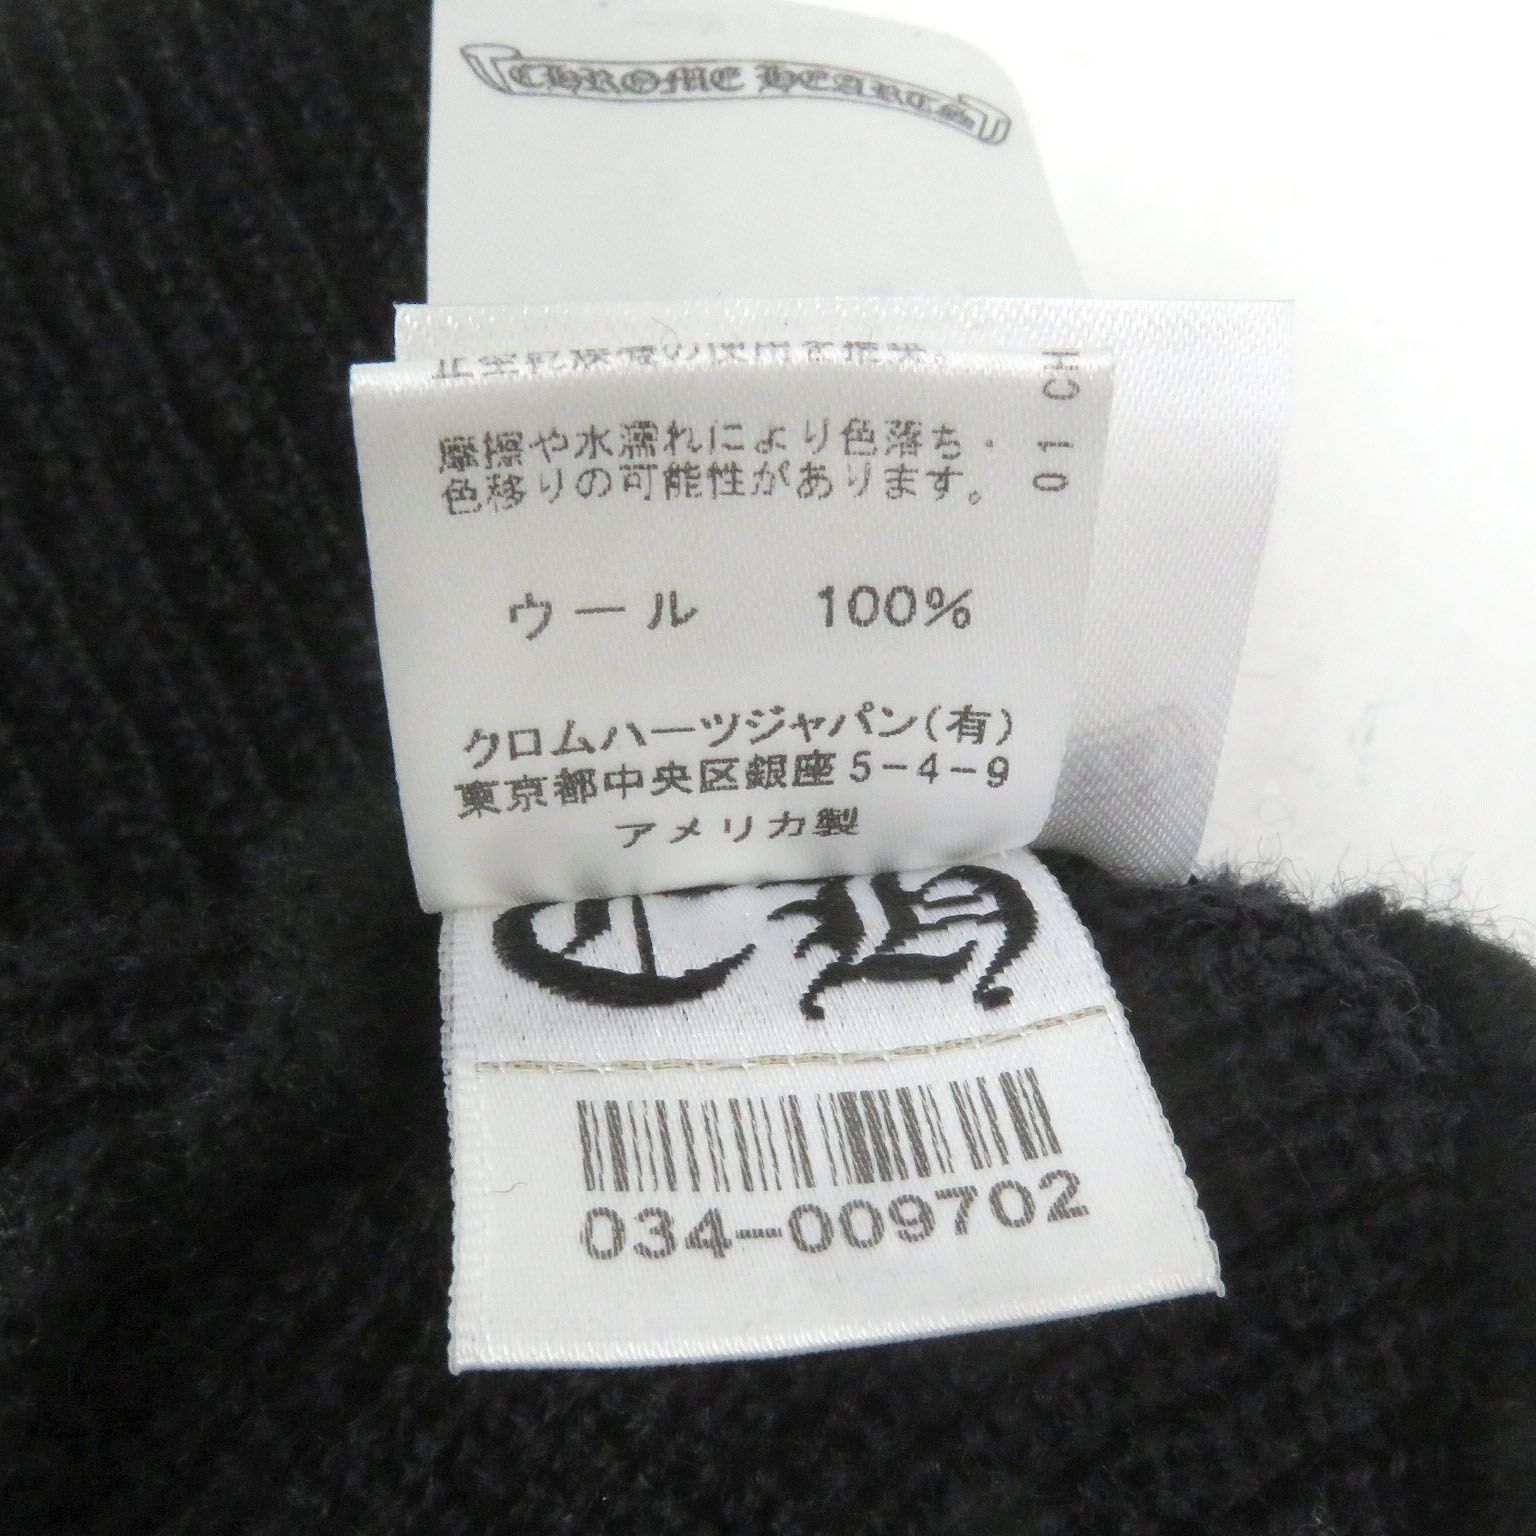 CHROME HEARTS
摩擦や水濡れにより色落ち・
色移りの可能性があります。
01 CH
ウール 100%
クロムハーツジャパン(有)
東京都中央区銀座5-4-9
アメリカ製
CH
034-009702